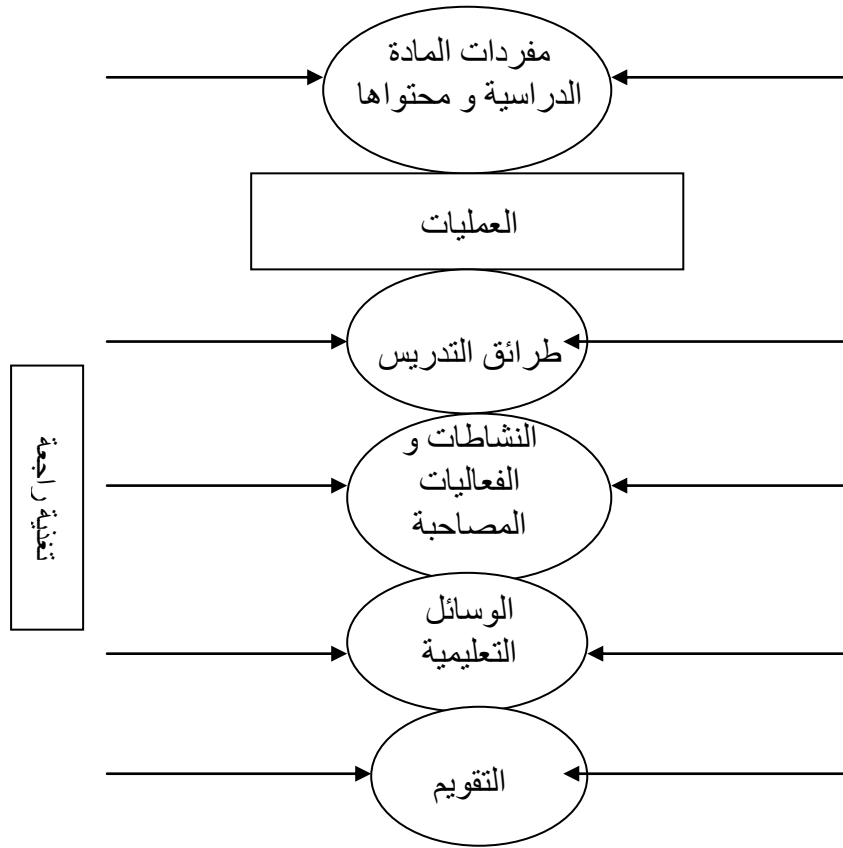 مفردات المادة
الدراسية و محتواها
العمليات
طرائق التدريس
النشاطات و
الفعاليات
المصاحبة
الوسائل
التعليمية
التقويم
تغذية راجعة